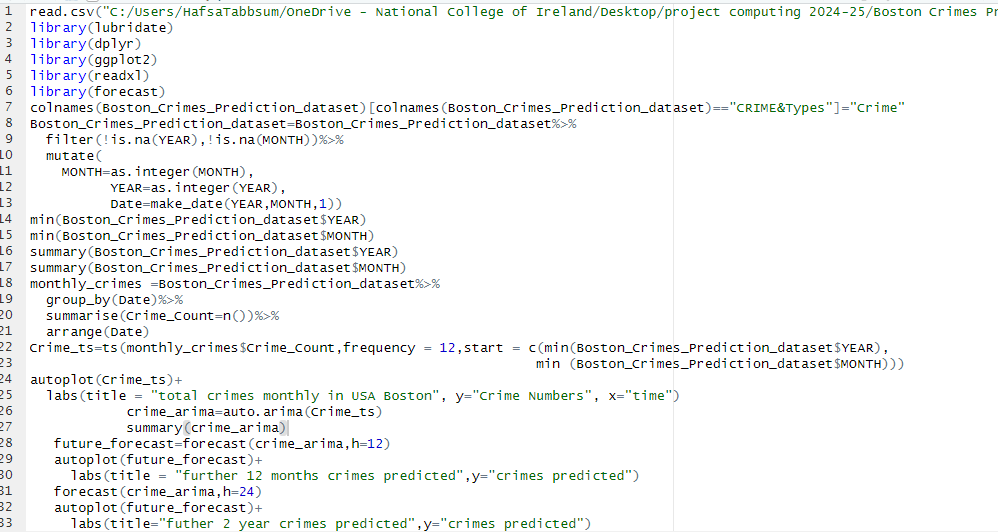 1 read.csv("C:/Users/HafsaTabbsum/OneDrive - National College of Ireland/Desktop/project computing 2024-25/Boston Crimes Pr
2 library(lubridate)
3 library(dplyr)
4 library(ggplot2)
5 library(readxl)
6 library(forecast)
7 colnames(Boston_Crimes_Prediction_dataset)[colnames(Boston_Crimes_Prediction_dataset)=="CRIME&Types"]="Crime"
8 Boston_Crimes_Prediction_dataset=Boston_Crimes_Prediction_dataset%>%
9 filter(!is.na(YEAR),!is.na(MONTH))%>%
10 mutate(
11 MONTH=as.integer(MONTH),
12 YEAR=as.integer(YEAR),
13 Date=make_date(YEAR,MONTH,1))
14 min(Boston_Crimes_Prediction_dataset$YEAR)
15 min(Boston_Crimes_Prediction_dataset$MONTH)
16 summary(Boston_Crimes_Prediction_dataset$YEAR)
17 summary(Boston_Crimes_Prediction_dataset$MONTH)
18 monthly_crimes =Boston_Crimes_Prediction_dataset%>%
19 group_by(Date)%>%
20 summarise(Crime_Count=n())%>%
21 arrange(Date)
22 Crime_ts=ts(monthly_crimes$Crime_Count,frequency = 12,start = c(min(Boston_Crimes_Prediction_dataset$YEAR),
23 min (Boston_Crimes_Prediction_dataset$MONTH)))
24 autoplot(Crime_ts)+
25 labs(title = "total crimes monthly in USA Boston", y="Crime Numbers", x="time")
26 crime_arima=auto.arima(Crime_ts)
27 summary(crime_arima)
28 future_forecast=forecast(crime_arima,h=12)
29 autoplot(future_forecast)+
30 labs(title = "further 12 months crimes predicted",y="crimes predicted")
31 forecast(crime_arima,h=24)
32 autoplot(future_forecast)+
33 labs(title="futher 2 year crimes predicted",y="crimes predicted")